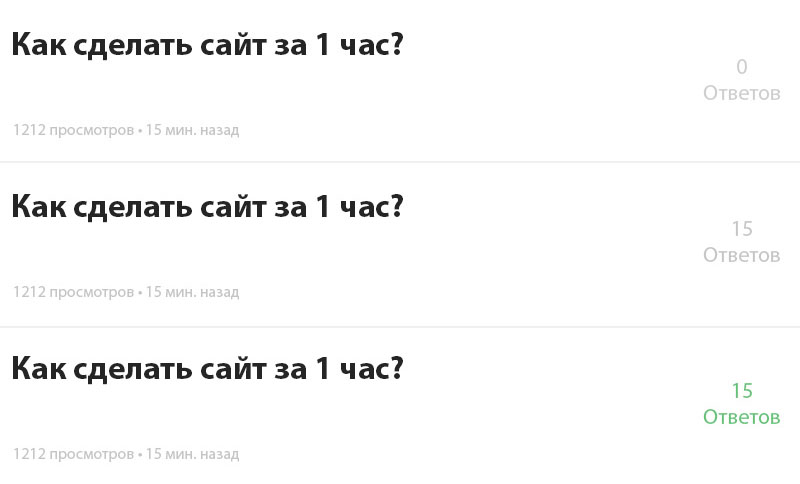 Как сделать сайт за 1 час?
0
Ответов
1212 просмотров • 15 мин. назад
Как сделать сайт за 1 час?
15
Ответов
1212 просмотров • 15 мин. назад
Как сделать сайт за 1 час?
15
Ответов
1212 просмотров • 15 мин. назад